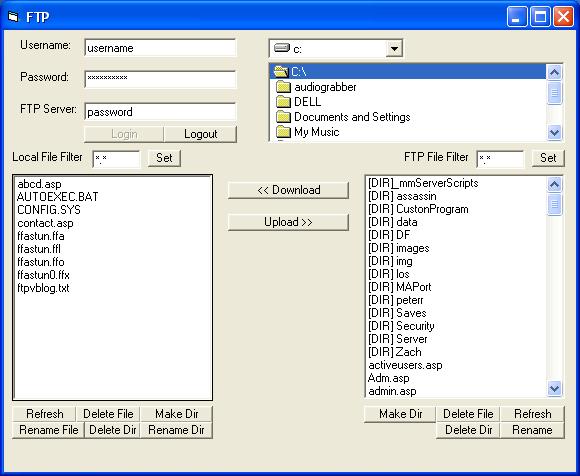 FTP
Username: username
Password: xxxxxxxxxx
FTP Server: password
Login Logout
c:
C:\
audiograbber
DELL
Documents and Settings
My Music
Local File Filter *.* Set
FTP File Filter *.* Set
abcd.asp
AUTOEXEC.BAT
CONFIG.SYS
contact.asp
ffastun.ffa
ffastun.ffl
ffastun.ffo
ffastun0.ffx
ftpvblog.txt
<< Download
Upload >>
[DIR]_mmServerScripts
[DIR] assassin
[DIR] CustonProgram
[DIR] data
[DIR] DF
[DIR] images
[DIR] img
[DIR] los
[DIR] MAPort
[DIR] peterr
[DIR] Saves
[DIR] Security
[DIR] Server
[DIR] Zach
activeusers.asp
Adm.asp
admin.asp
Refresh Delete File Make Dir
Rename File Delete Dir Rename Dir
Make Dir Delete File Refresh
Delete Dir Rename